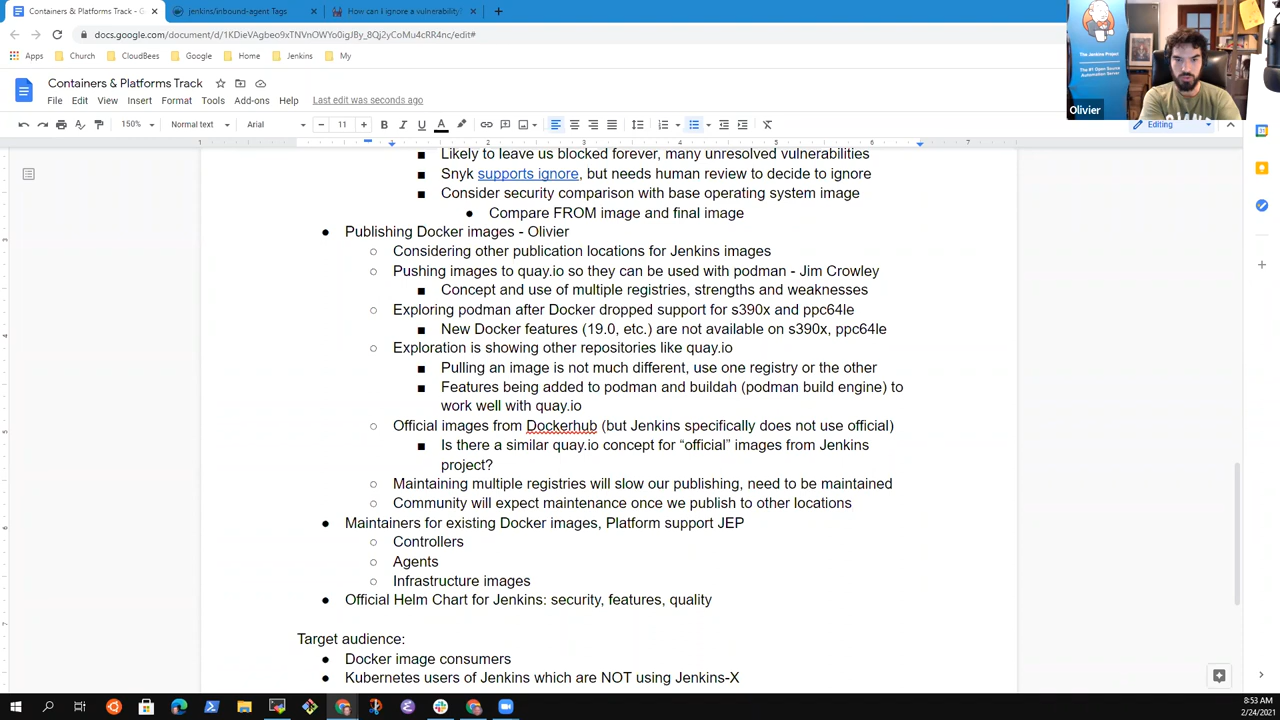 Containers & Platforms Track - G
jenkins/inbound-agent Tags
How can i ignore a vulnerability?
docs.google.com/document/d/1KDieVAgbeo9xTNVnOWYo0igJ8y_8Qj2yCoMu4cRR4nc/edit#
Apps Church CloudBees Google Home Jenkins My
Containers & Platforms Track
File Edit View Insert Format Tools Add-ons Help Last edit was seconds ago
150% Normal text Arial 11 Editing
The Jenkins Project
The #1 Open Source
Automation Server
Olivier
Likely to leave us blocked forever, many unresolved vulnerabilities
Snyk supports ignore, but needs human review to decide to ignore
Consider security comparison with base operating system image
Compare FROM image and final image
Publishing Docker images - Olivier
Considering other publication locations for Jenkins images
Pushing images to quay.io so they can be used with podman - Jim Crowley
Concept and use of multiple registries, strengths and weaknesses
Exploring podman after Docker dropped support for s390x and ppc64le
New Docker features (19.0, etc.) are not available on s390x, ppc64le
Exploration is showing other repositories like quay.io
Pulling an image is not much different, use one registry or the other
Features being added to podman and buildah (podman build engine) to
work well with quay.io
Official images from Dockerhub (but Jenkins specifically does not use official)
Is there a similar quay.io concept for “official” images from Jenkins
project?
Maintaining multiple registries will slow our publishing, need to be maintained
Community will expect maintenance once we publish to other locations
Maintainers for existing Docker images, Platform support JEP
Controllers
Agents
Infrastructure images
Official Helm Chart for Jenkins: security, features, quality
Target audience:
Docker image consumers
Kubernetes users of Jenkins which are NOT using Jenkins-X
8:53 AM
2/24/2021